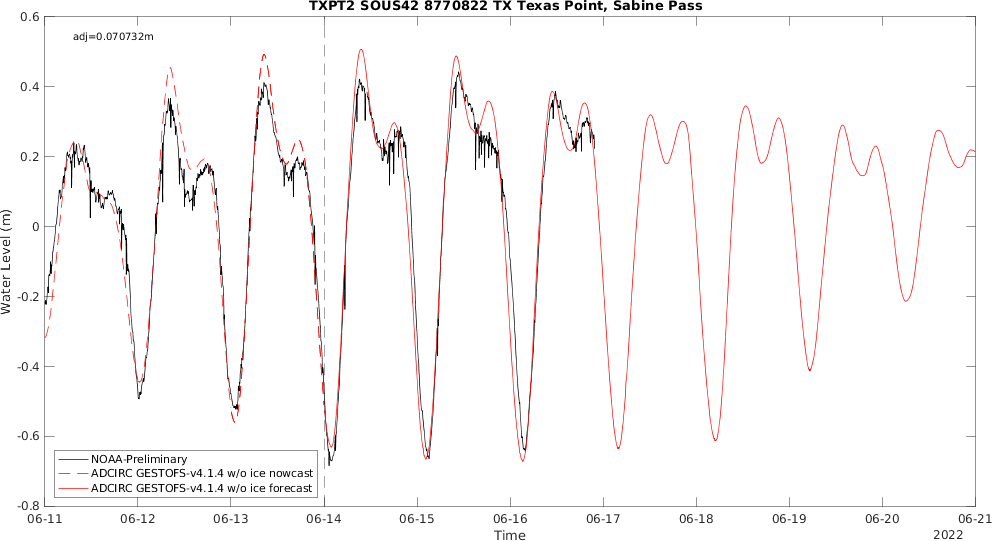 TXPT2 SOUS42 8770822 TX Texas Point, Sabine Pass
adj=0.070732m
0.6
0.4
0.2
0
-0.2
-0.4
-0.6
-0.8
Water Level (m)
NOAA-Preliminary
ADCIRC GESTOFS-v4.1.4 w/o ice nowcast
ADCIRC GESTOFS-v4.1.4 w/o ice forecast
06-11 06-12 06-13 06-14 06-15 06-16 06-17 06-18 06-19 06-20 06-21
Time
2022